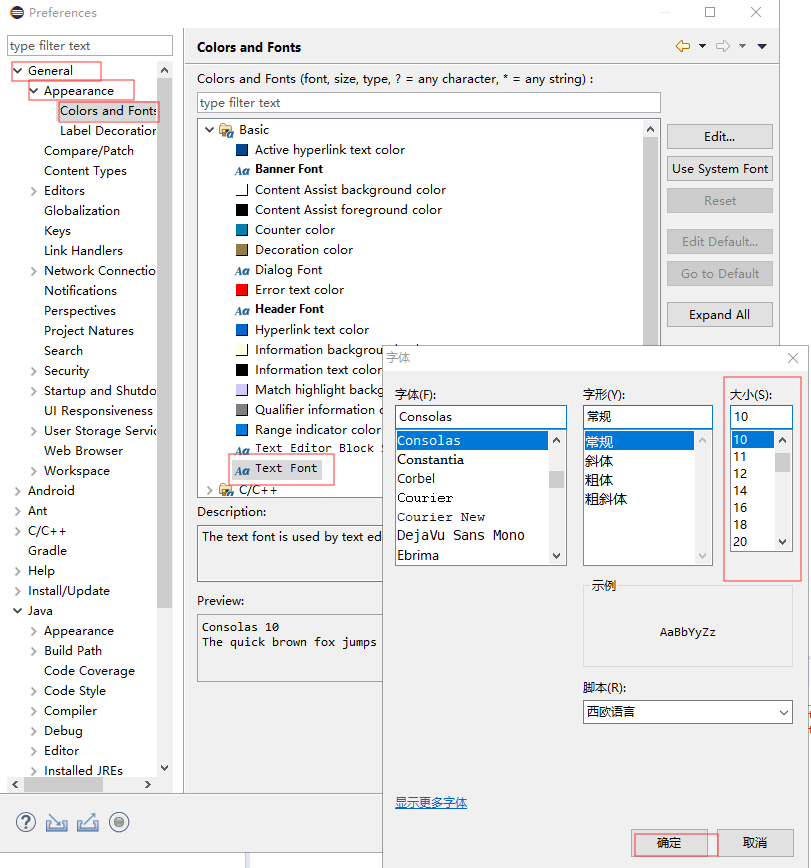 Preferences
type filter text
General
Appearance
Colors and Fonts
Label Decoration
Compare/Patch
Content Types
Editors
Globalization
Keys
Link Handlers
Network Connectio
Notifications
Perspectives
Project Natures
Search
Security
Startup and Shutdo
UI Responsiveness
User Storage Servic
Web Browser
Workspace
Android
Ant
C/C++
Gradle
Help
Install/Update
Java
Appearance
Build Path
Code Coverage
Code Style
Compiler
Debug
Editor
Installed JREs
Colors and Fonts
Colors and Fonts (font, size, type, ? = any character, * = any string) :
type filter text
Basic
Active hyperlink text color
Aa Banner Font
Content Assist background color
Content Assist foreground color
Counter color
Decoration color
Aa Dialog Font
Error text color
Aa Header Font
Hyperlink text color
Information backgrou
Information text color
Match highlight backg
Qualifier information c
Range indicator color
Aa Text Editor Block S
Aa Text Font
C/C++
Edit...
Use System Font
Reset
Edit Default...
Go to Default
Expand All
Description:
The text font is used by text ed
Preview:
Consolas 10
The quick brown fox jumps
字体
字体(F):
Consolas
Consolas
Constantia
Corbel
Courier
Courier New
DejaVu Sans Mono
Ebrima
字形(Y):
常规
常规
斜体
粗体
粗斜体
大小(S):
10
10
11
12
14
16
18
20
示例
AaBbYyZz
脚本(R):
西欧语言
显示更多字体
确定
取消